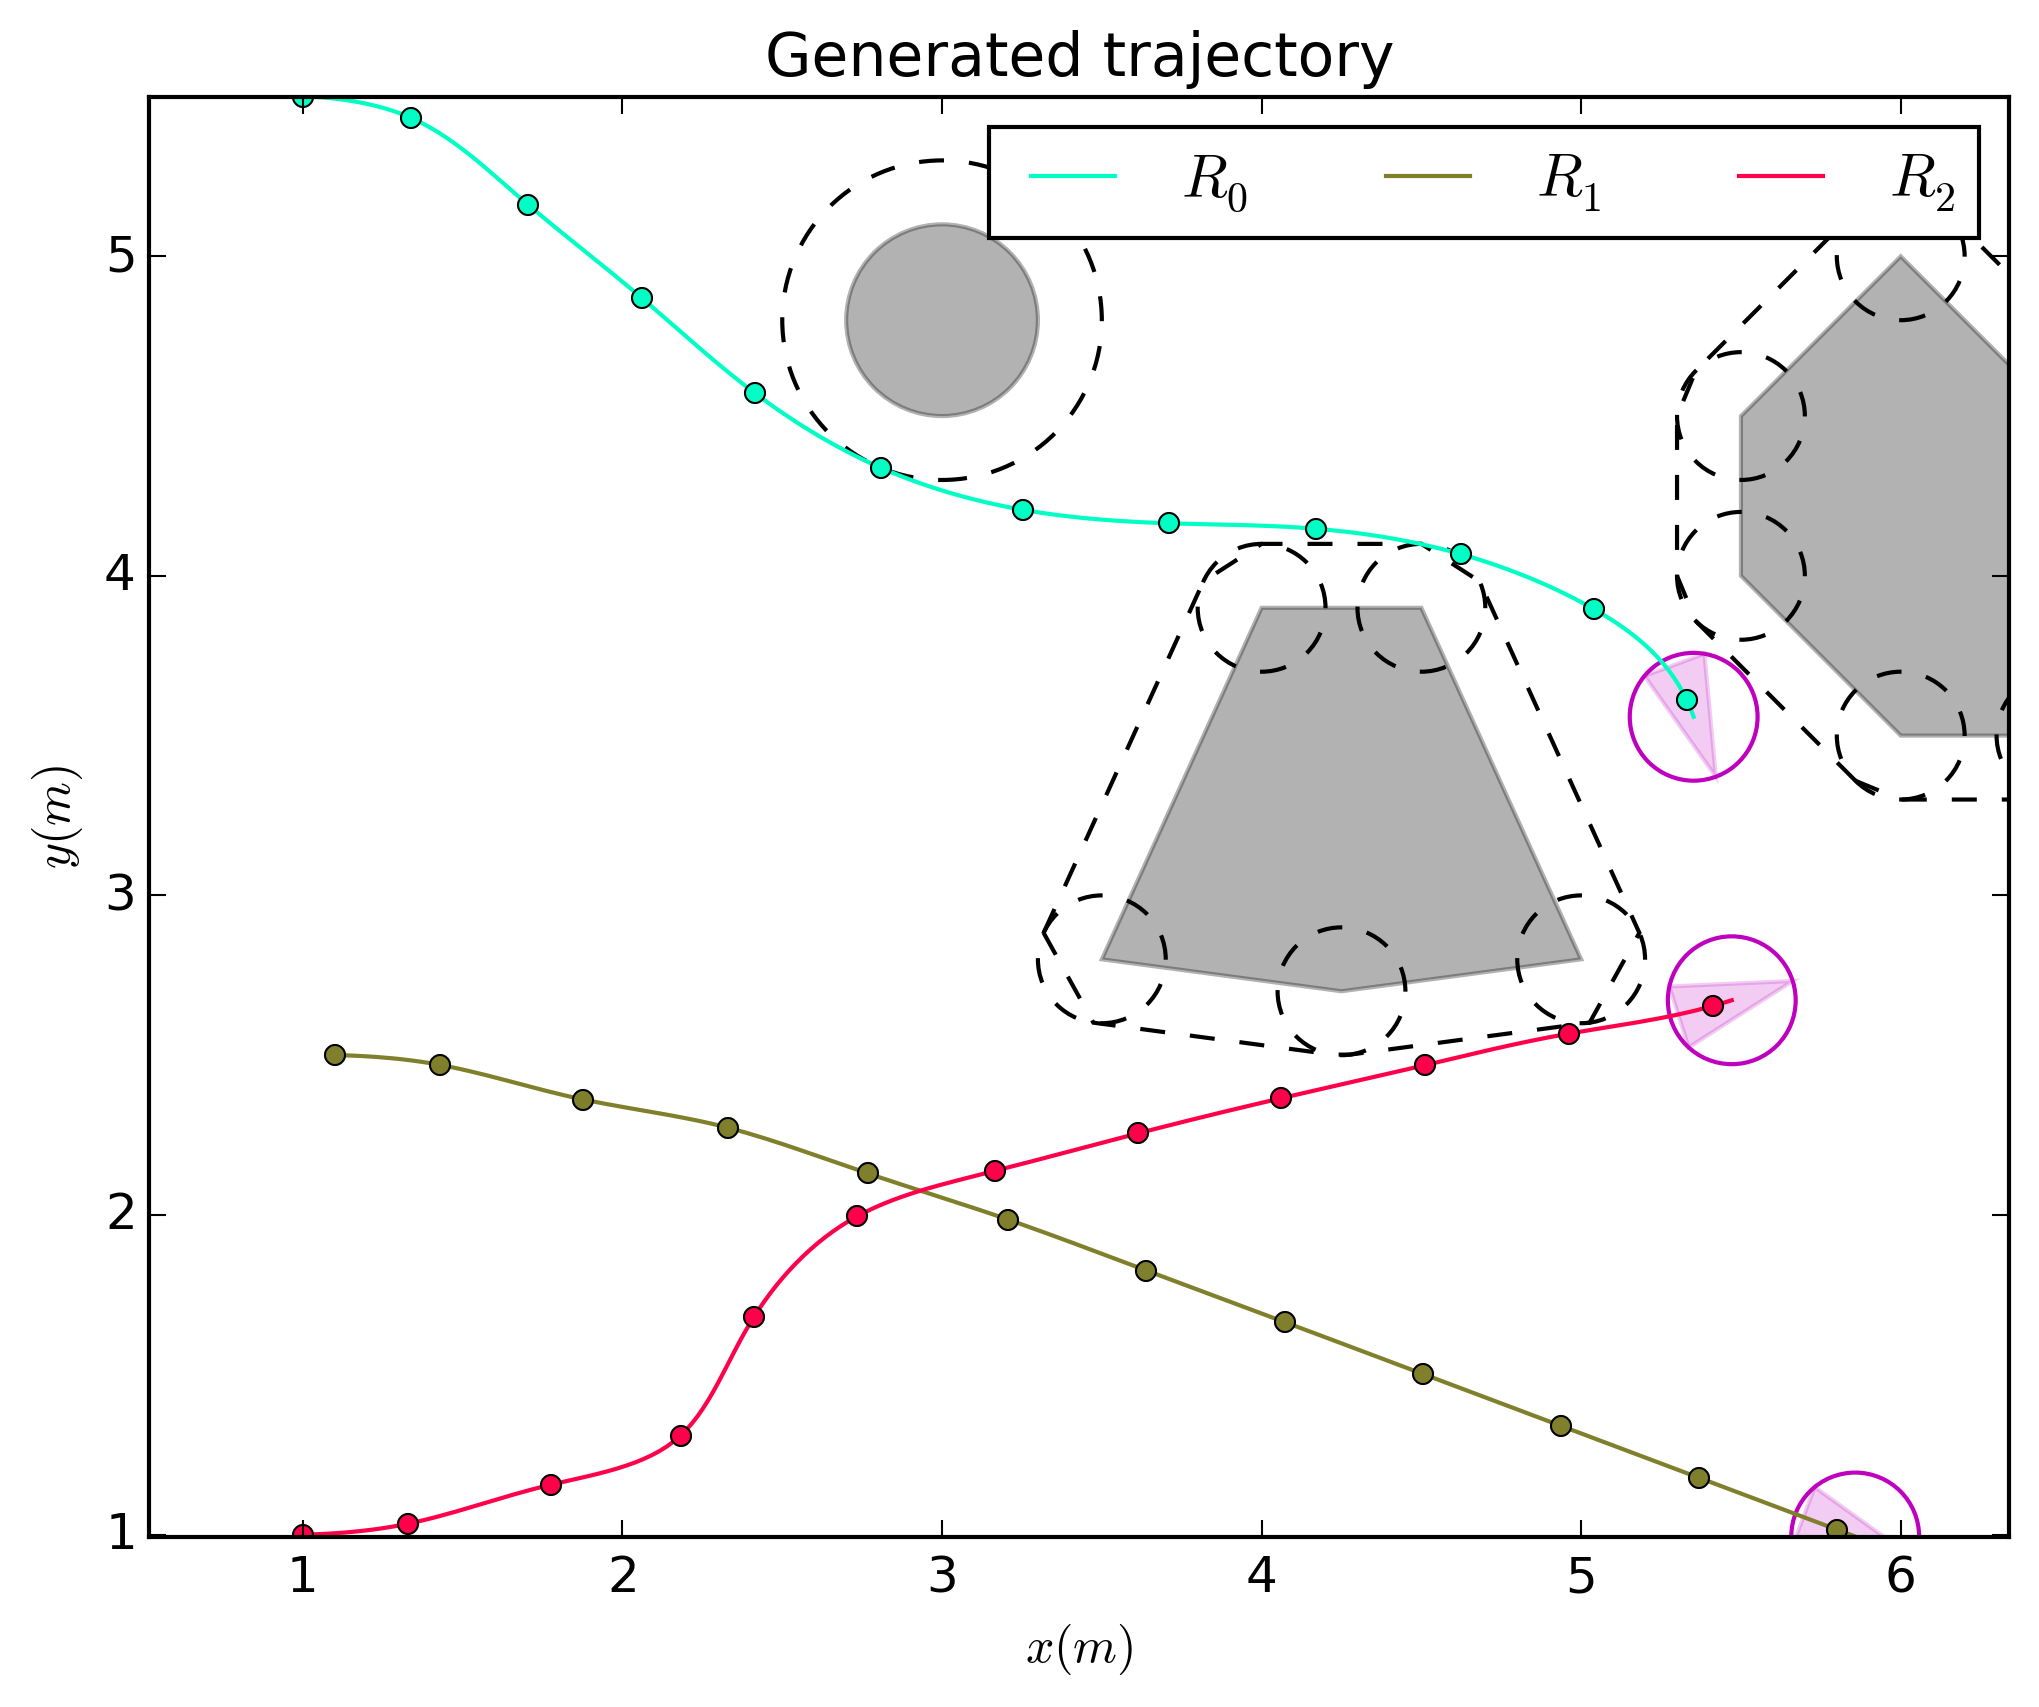 Generated trajectory
R₀ R₁ R₂
5
4
3
2
1
y(m)
1 2 3 4 5 6
x(m)